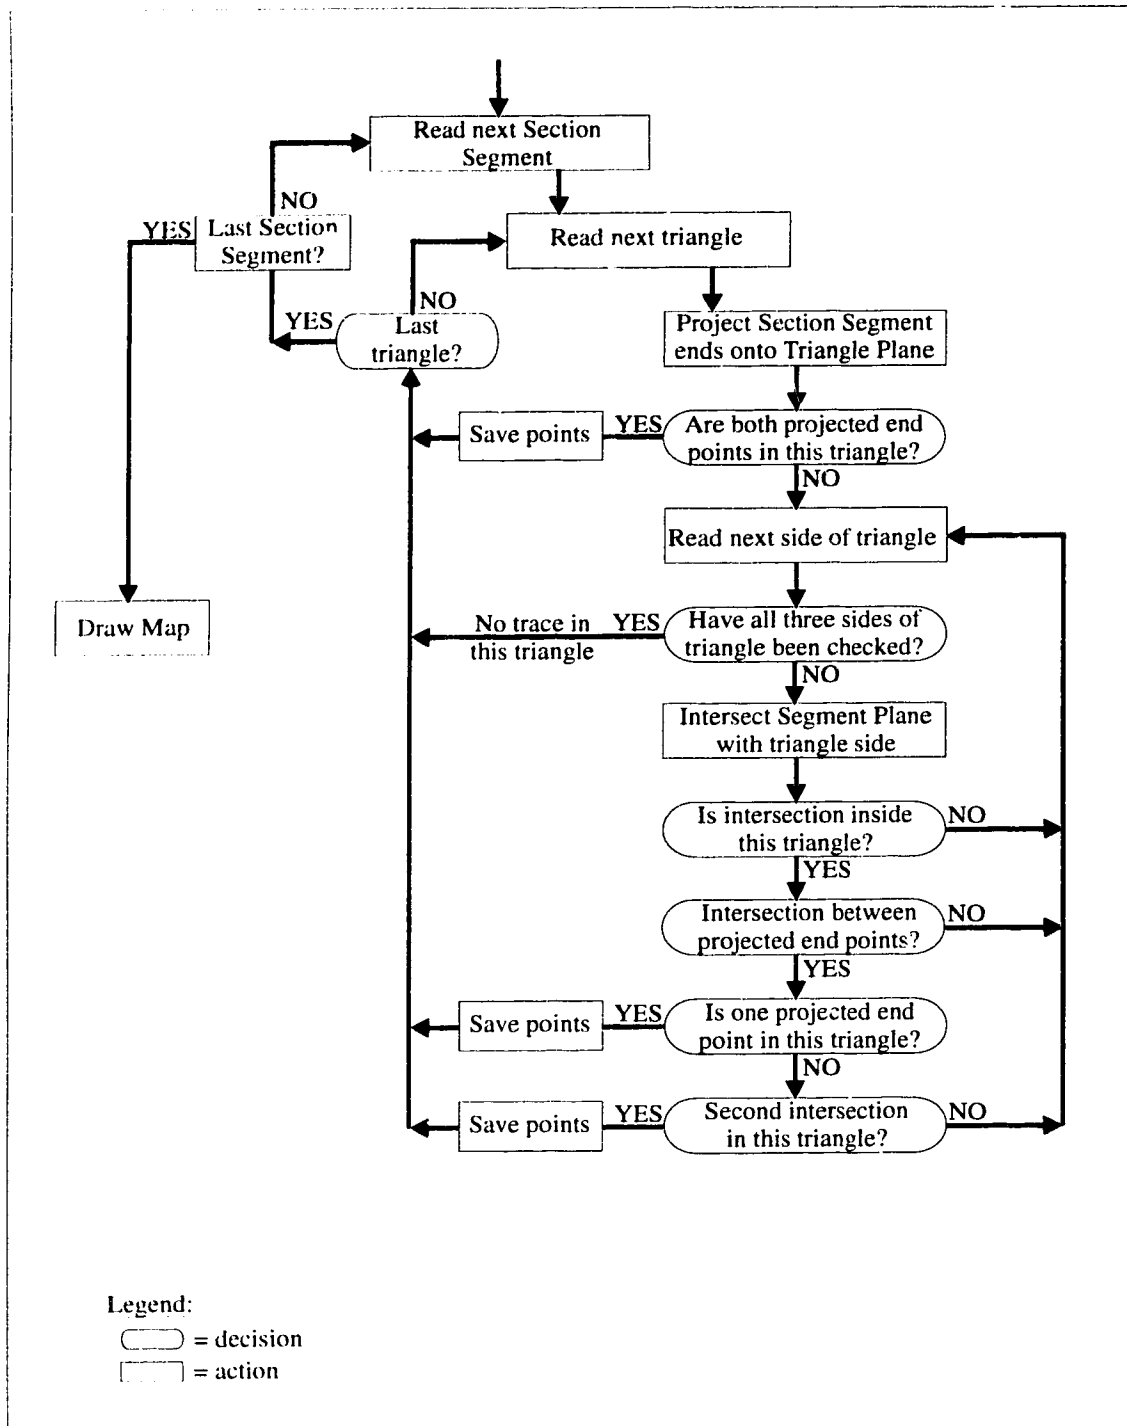 Read next Section
Segment
NO
YES
Last Section
Segment?
Read next triangle
NO
YES
Last
triangle?
Project Section Segment
ends onto Triangle Plane
Save points
YES
Are both projected end
points in this triangle?
NO
Read next side of triangle
Draw Map
No trace in
this triangle
YES
Have all three sides of
triangle been checked?
NO
Intersect Segment Plane
with triangle side
Is intersection inside
this triangle?
NO
YES
Intersection between
projected end points?
NO
YES
Save points
YES
Is one projected end
point in this triangle?
NO
Save points
YES
Second intersection
in this triangle?
NO
Legend:
= decision
= action